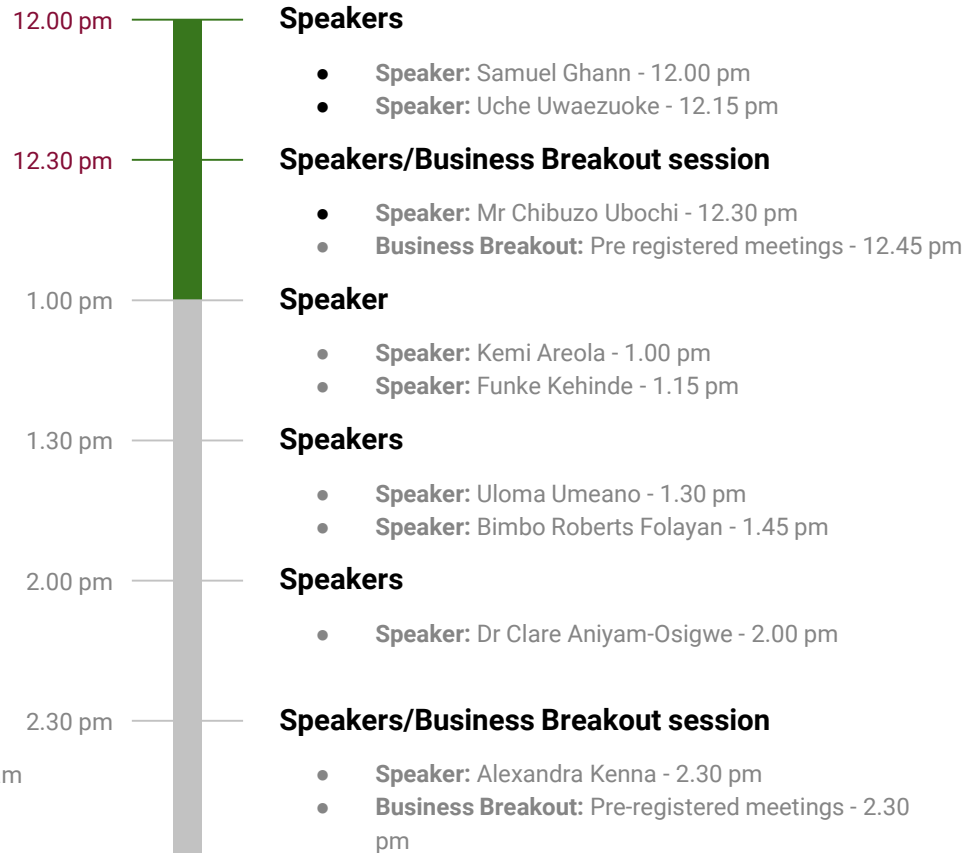 12.00 pm
Speakers
● Speaker: Samuel Ghann - 12.00 pm
● Speaker: Uche Uwaezuoke - 12.15 pm
12.30 pm
Speakers/Business Breakout session
● Speaker: Mr Chibuzo Ubochi - 12.30 pm
● Business Breakout: Pre registered meetings - 12.45 pm
1.00 pm
Speaker
● Speaker: Kemi Areola - 1.00 pm
● Speaker: Funke Kehinde - 1.15 pm
1.30 pm
Speakers
● Speaker: Uloma Umeano - 1.30 pm
● Speaker: Bimbo Roberts Folayan - 1.45 pm
2.00 pm
Speakers
● Speaker: Dr Clare Aniyam-Osigwe - 2.00 pm
2.30 pm
Speakers/Business Breakout session
m
● Speaker: Alexandra Kenna - 2.30 pm
● Business Breakout: Pre-registered meetings - 2.30
pm